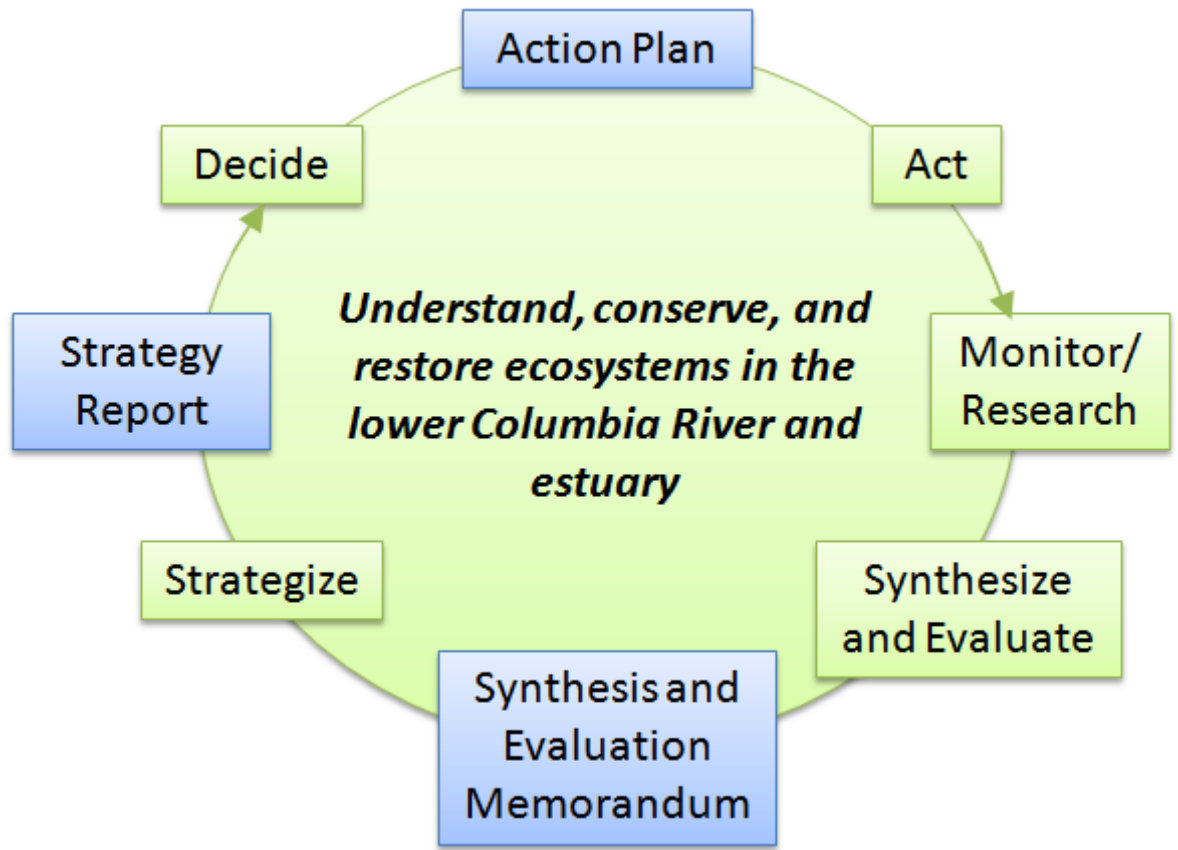 Action Plan
Decide
Act
Understand, conserve, and
restore ecosystems in the
lower Columbia River and
estuary
Strategy
Report
Monitor/
Research
Strategize
Synthesize
and Evaluate
Synthesis and
Evaluation
Memorandum